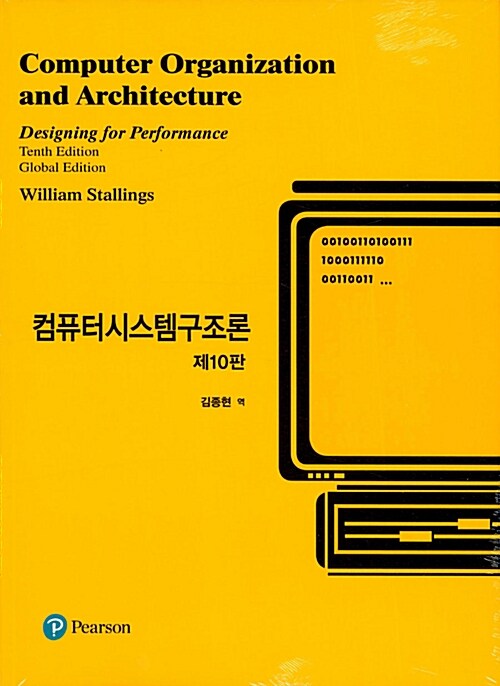 Computer Organization
and Architecture
Designing for Performance
Tenth Edition
Global Edition
William Stallings
00100110100111
1000111110
00110011 ...
컴퓨터시스템구조론
제10판
김종현 역
Pearson